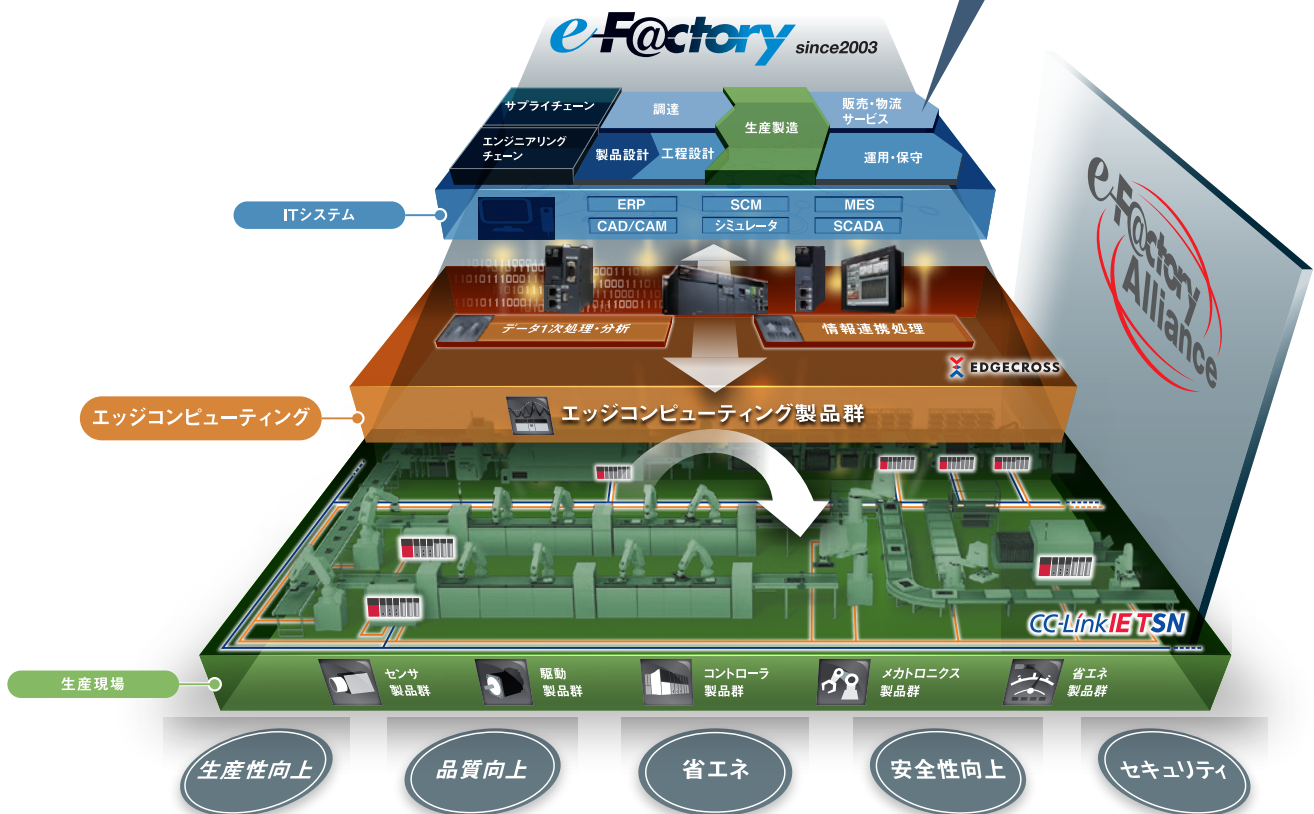 e-F@ctory since2003
サプライチェーン
調達
生産製造
販売・物流
サービス
エンジニアリング
チェーン
製品設計
工程設計
運用・保守
ITシステム
ERP
SCM
MES
CAD/CAM
シミュレータ
SCADA
データ1次処理・分析
情報連携処理
EDGECROSS
エッジコンピューティング
エッジコンピューティング製品群
e-F@ctory
Alliance
CC-Link IE TSN
生産現場
センサ
製品群
駆動
製品群
コントローラ
製品群
メカトロニクス
製品群
省エネ
製品群
生産性向上
品質向上
省エネ
安全性向上
セキュリティ